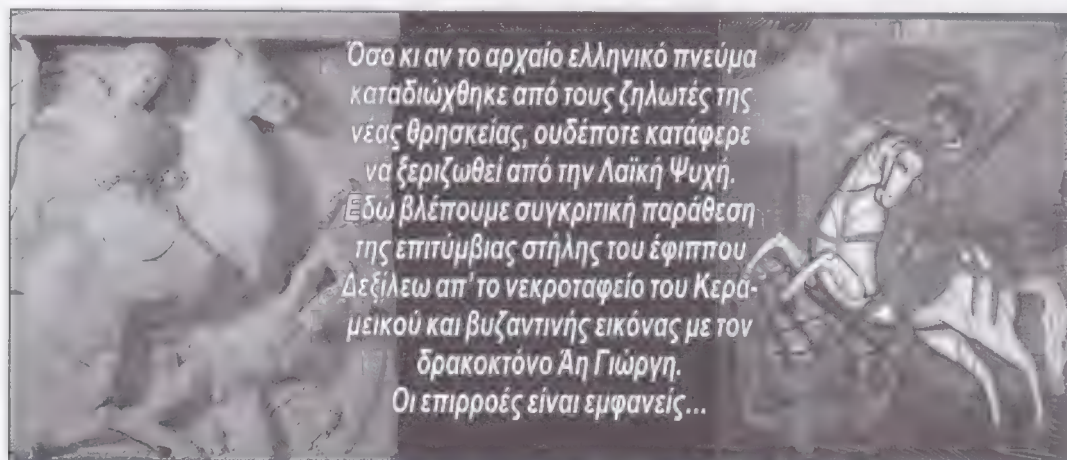 Όσο κι αν το αρχαίο ελληνικό πνεύμα
καταδιώχθηκε από τους ζηλωτές της
νέας θρησκείας, ουδέποτε κατάφερε
να ξεριζωθεί από την Λαϊκή Ψυχή.
Εδώ βλέπουμε συγκριτική παράθεση
της επιτύμβιας στήλης του έφιππου
Δεξίλεω απ' το νεκροταφείο του Κερα-
μεικού και βυζαντινής εικόνας με τον
δρακοκτόνο Άη Γιώργη.
Οι επιρροές είναι εμφανείς...